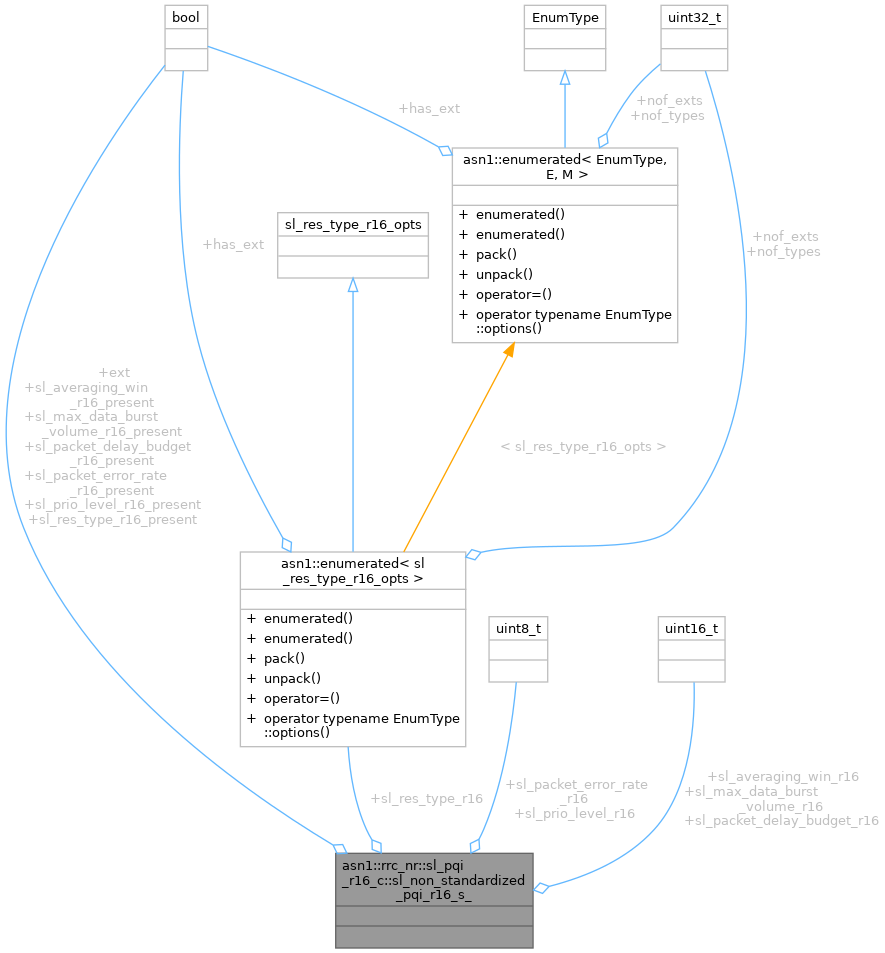 bool
EnumType
uint32_t
+has_ext
+nof_exts
+nof_types
asn1::enumerated< EnumType,
E, M >
+ enumerated()
+ enumerated()
+ pack()
+ unpack()
+ operator=()
+ operator typename EnumType
::options()
sl_res_type_r16_opts
+has_ext
+nof_exts
+nof_types
+ext
+sl_averaging_win
_r16_present
+sl_max_data_burst
_volume_r16_present
+sl_packet_delay_budget
_r16_present
+sl_packet_error_rate
_r16_present
+sl_prio_level_r16_present
+sl_res_type_r16_present
< sl_res_type_r16_opts >
asn1::enumerated< sl
_res_type_r16_opts >
+ enumerated()
+ enumerated()
+ pack()
+ unpack()
+ operator=()
+ operator typename EnumType
::options()
uint8_t
uint16_t
+sl_res_type_r16
+sl_packet_error_rate
_r16
+sl_prio_level_r16
+sl_averaging_win_r16
+sl_max_data_burst
_volume_r16
+sl_packet_delay_budget_r16
asn1::rrc_nr::sl_pqi
_r16_c::sl_non_standardized
_pqi_r16_s_